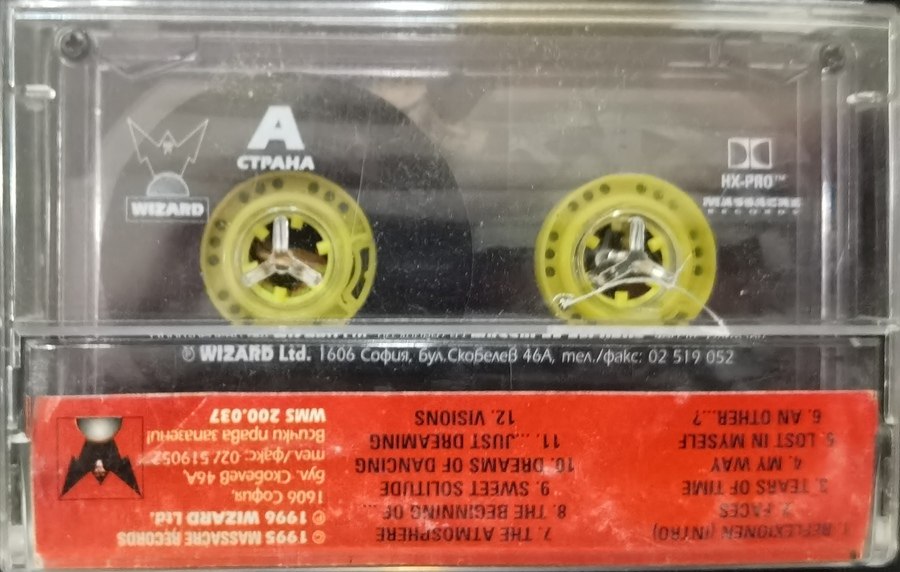 А
СТРАНА
WIZARD
HX-PRO™
MASSACRE
RECORDS
℗ WIZARD Ltd. 1606 София, бул.Скобелев 46А, тел./факс: 02 519 052
1. REFLEXIONEN (INTRO)
2. FACES
3. TEARS OF TIME
4. MY WAY
5. LOST IN MYSELF
6. AN OTHER...?
7. THE ATMOSPHERE
8. THE BEGINNING OF ...
9. SWEET SOLITUDE
10. DREAMS OF DANCING
11. ... JUST DREAMING
12. VISIONS
© 1995 MASSACRE RECORDS
℗ 1996 WIZARD Ltd.
1606 София,
бул. Скобелев 46А,
тел/факс: 02/519052
Всички права запазени!
WMS 200.037